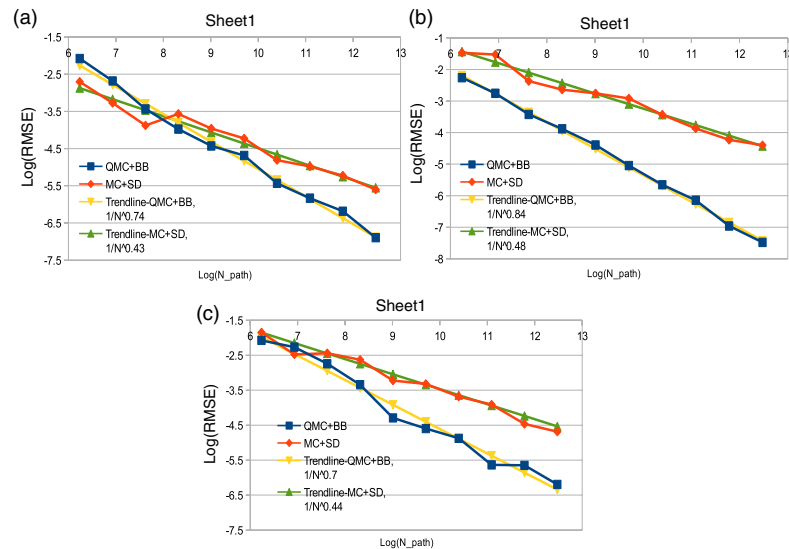 (a)
Sheet1
-1.5
6 7 8 9 10 11 12 13
-2.5
-3.5
-4.5
-5.5
-6.5
-7.5
Log(RMSE)
QMC+BB
MC+SD
Trendline-QMC+BB,
1/N^0.74
Trendline-MC+SD,
1/N^0.43
Log(N_path)
(b)
Sheet1
-1
6 7 8 9 10 11 12 13
-2
-3
-4
-5
-6
-7
-8
Log(RMSE)
QMC+BB
MC+SD
Trendline-QMC+BB,
1/N^0.84
Trendline-MC+SD,
1/N^0.48
Log(N_path)
(c)
Sheet1
-1.5
6 7 8 9 10 11 12 13
-2.5
-3.5
-4.5
-5.5
-6.5
-7.5
Log(RMSE)
QMC+BB
MC+SD
Trendline-QMC+BB,
1/N^0.7
Trendline-MC+SD,
1/N^0.44
Log(N_path)